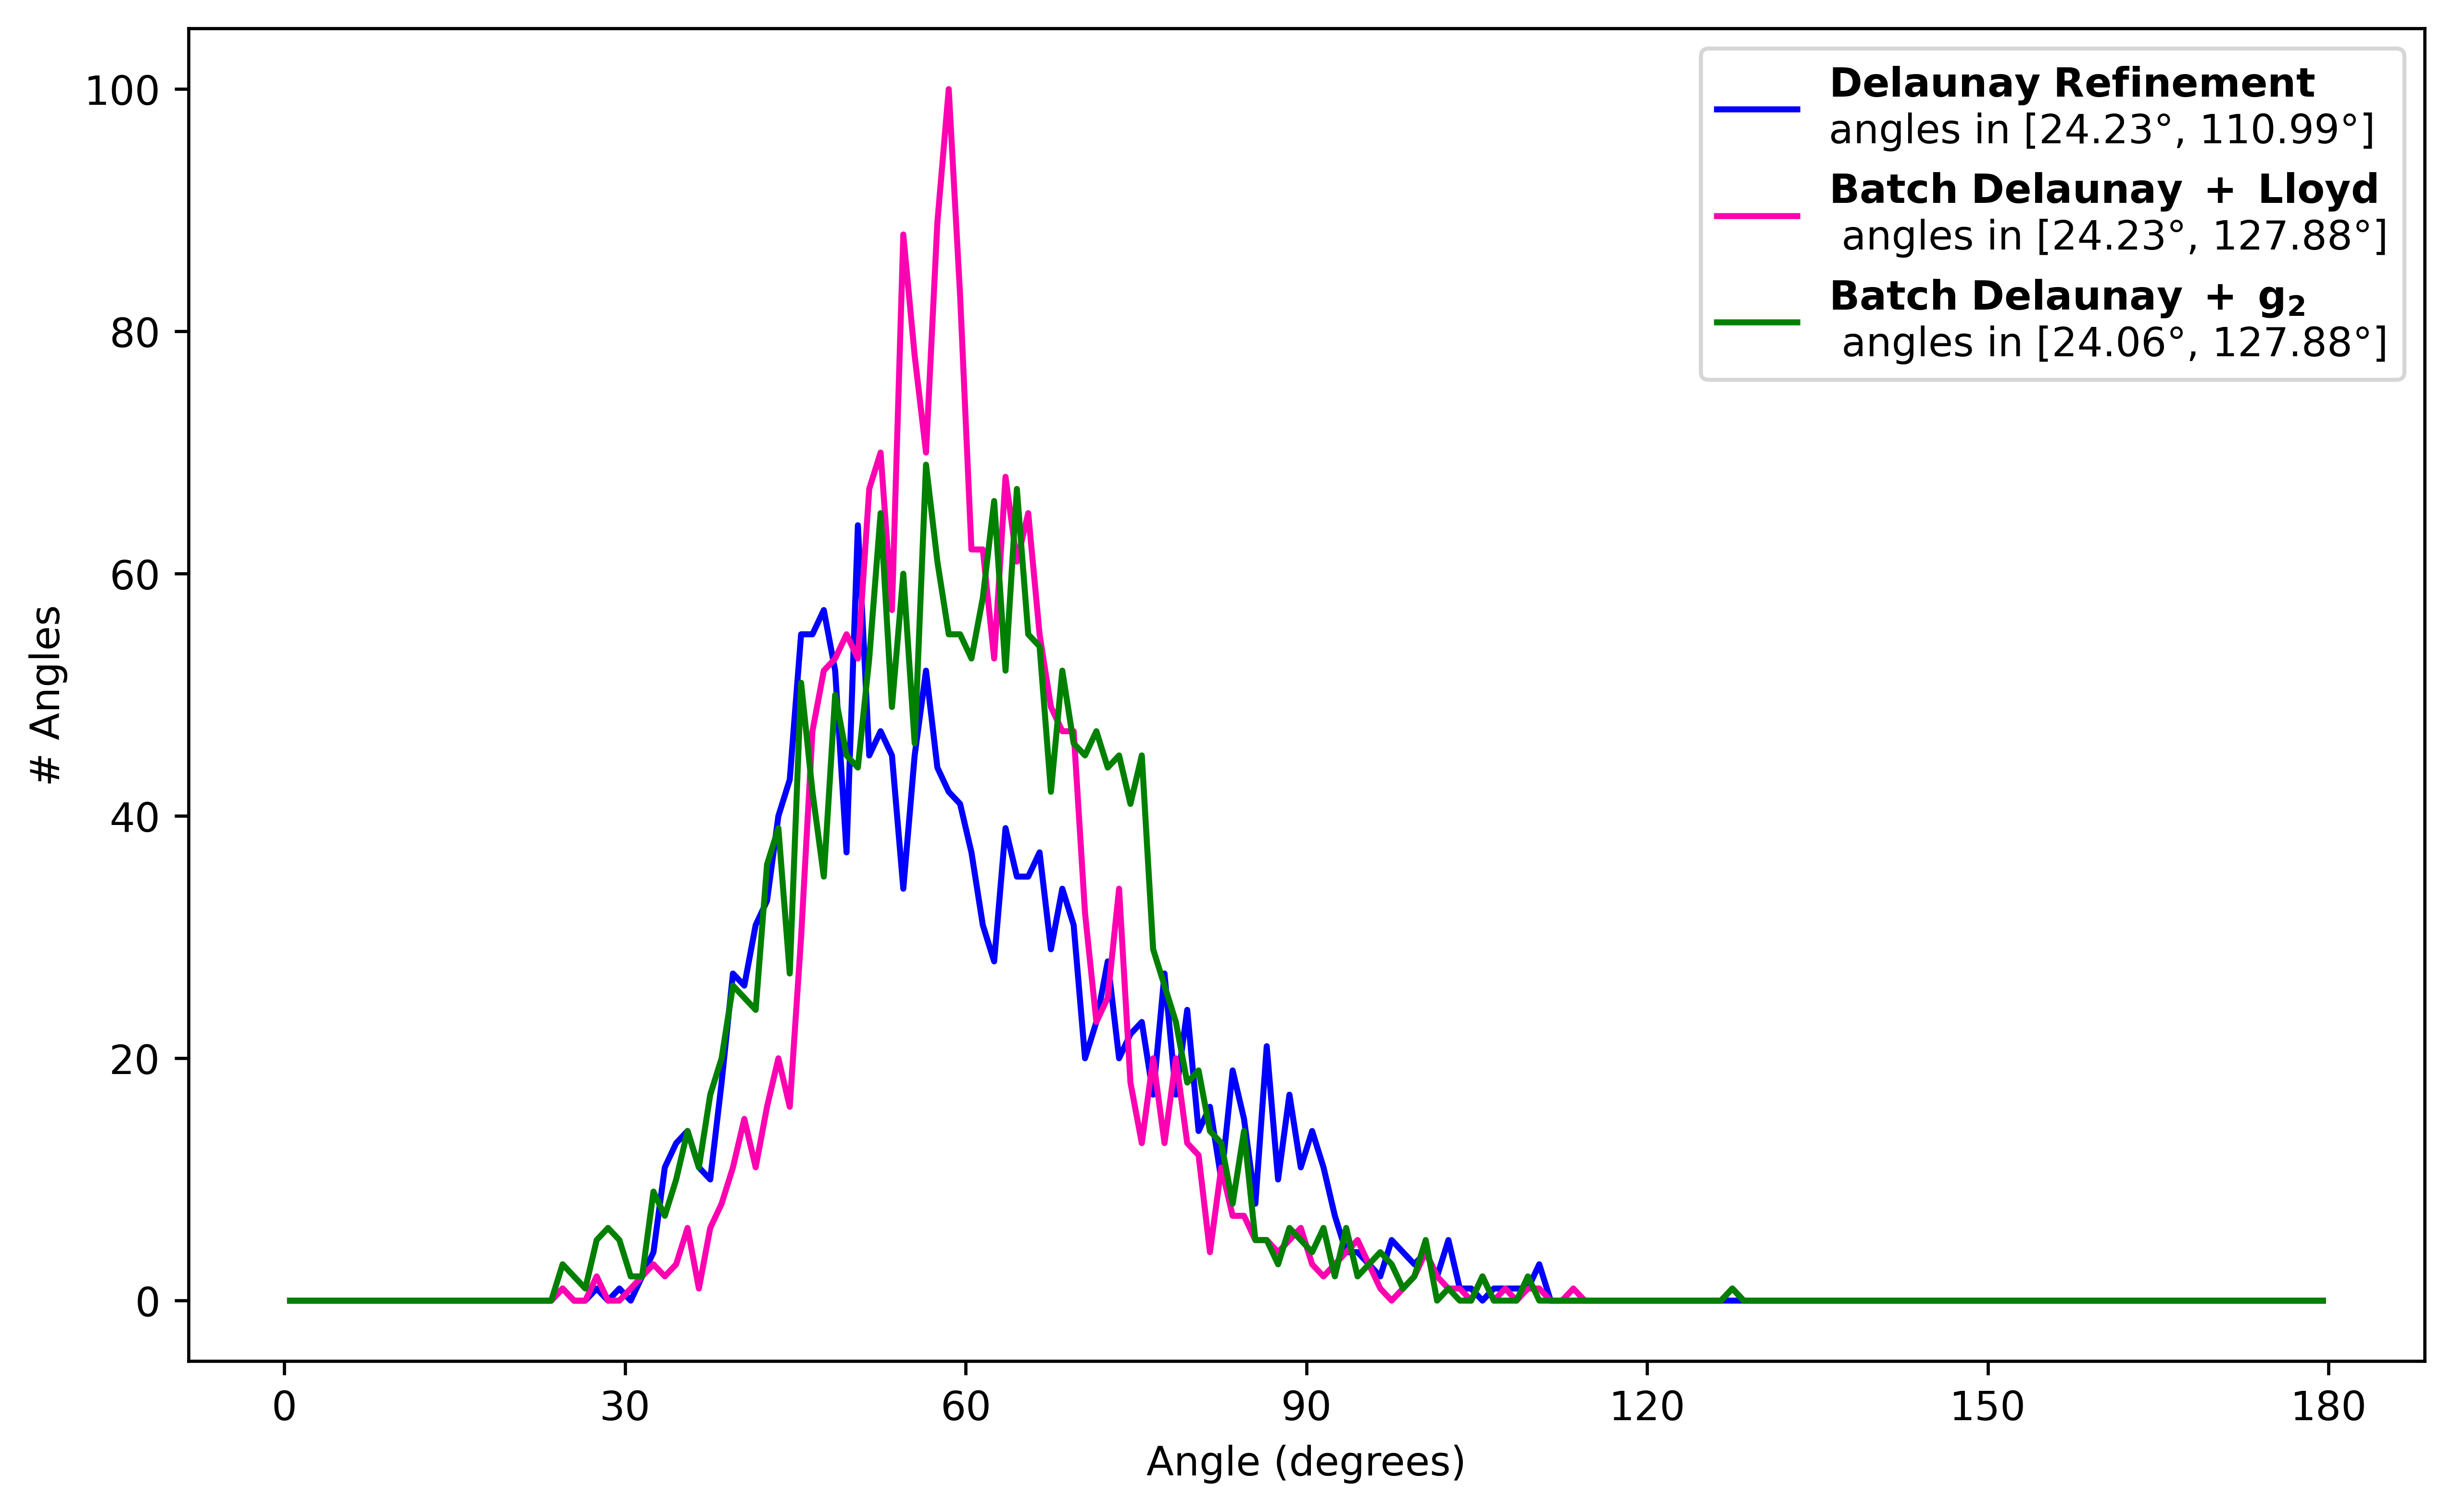 100
80
60
40
20
0
# Angles
0 30 60 90 120 150 180
Angle (degrees)
Delaunay Refinement
angles in [24.23°, 110.99°]
Batch Delaunay + Lloyd
angles in [24.23°, 127.88°]
Batch Delaunay + g₂
angles in [24.06°, 127.88°]